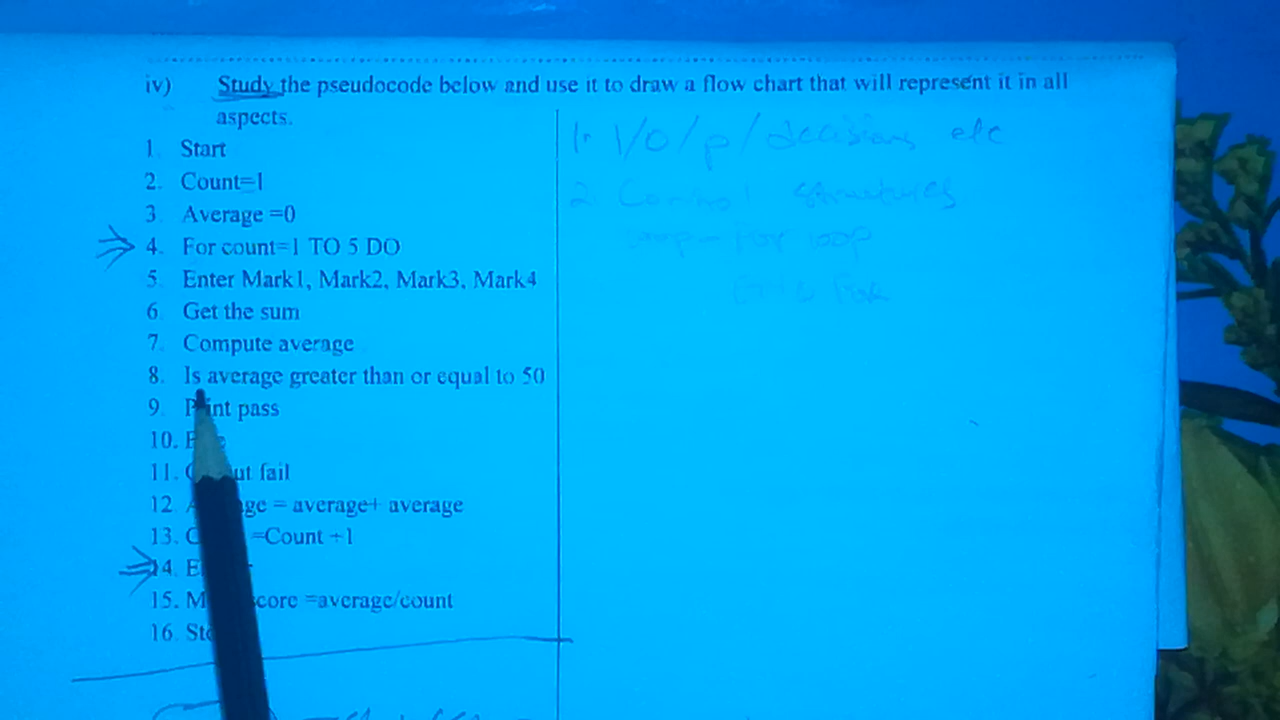 iv) Study the pseudocode below and use it to draw a flow chart that will represent it in all
aspects.
1. Start
2. Count=1
3. Average =0
4. For count=1 TO 5 DO
5. Enter Mark1, Mark2, Mark3, Mark4
6. Get the sum
7. Compute average
8. Is average greater than or equal to 50
9. Print pass
10.
11. fail
12. = average+ average
13. =Count +1
14.
15. =average/count
16.
1. I/O/p/decisions etc
2. Control structures
loop - For loop